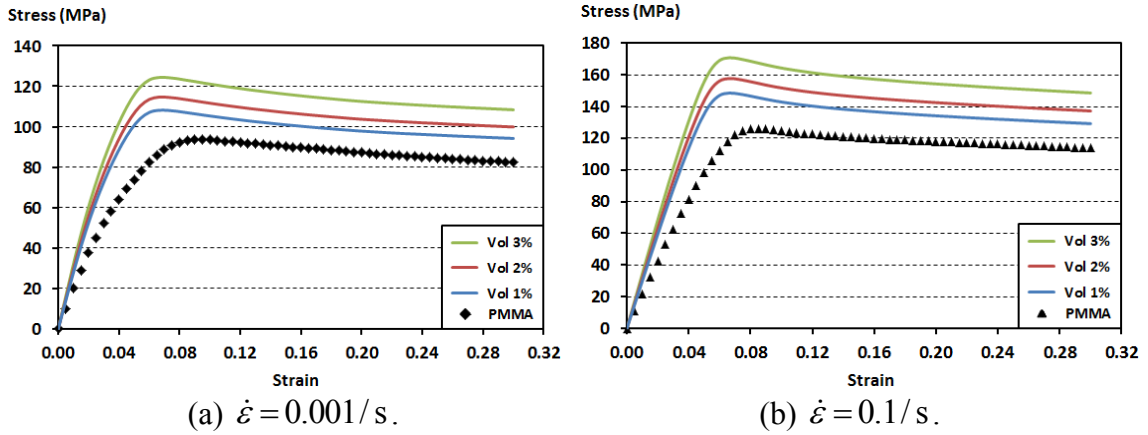 Stress (MPa)
140
120
100
80
60
40
20
0
0.00 0.04 0.08 0.12 0.16 0.20 0.24 0.28 0.32
Strain
Vol 3%
Vol 2%
Vol 1%
PMMA
(a) ε̇ = 0.001/s.
Stress (MPa)
180
160
140
120
100
80
60
40
20
0
0.00 0.04 0.08 0.12 0.16 0.20 0.24 0.28 0.32
Strain
Vol 3%
Vol 2%
Vol 1%
PMMA
(b) ε̇ = 0.1/s.